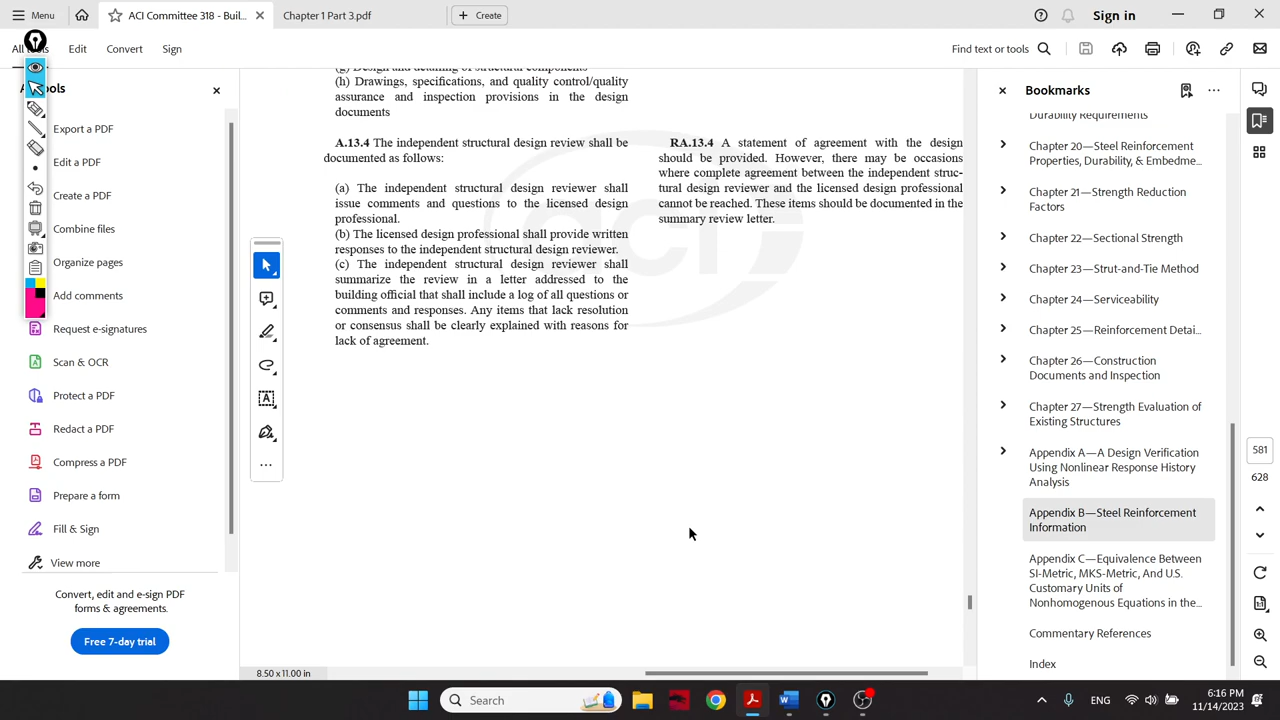 Menu
ACI Committee 318 - Buil...
Chapter 1 Part 3.pdf
Create
Sign in
All tools
Edit
Convert
Sign
Find text or tools
Export a PDF
Edit a PDF
Create a PDF
Combine files
Organize pages
Add comments
Request e-signatures
Scan & OCR
Protect a PDF
Redact a PDF
Compress a PDF
Prepare a form
Fill & Sign
View more
Convert, edit and e-sign PDF
forms & agreements.
Free 7-day trial
(g) Design and detailing of structural components
(h) Drawings, specifications, and quality control/quality
assurance and inspection provisions in the design
documents
A.13.4 The independent structural design review shall be
documented as follows:
(a) The independent structural design reviewer shall
issue comments and questions to the licensed design
professional.
(b) The licensed design professional shall provide written
responses to the independent structural design reviewer.
(c) The independent structural design reviewer shall
summarize the review in a letter addressed to the
building official that shall include a log of all questions or
comments and responses. Any items that lack resolution
or consensus shall be clearly explained with reasons for
lack of agreement.
RA.13.4 A statement of agreement with the design
should be provided. However, there may be occasions
where complete agreement between the independent struc-
tural design reviewer and the licensed design professional
cannot be reached. These items should be documented in the
summary review letter.
aci
8.50 x 11.00 in
Bookmarks
Durability Requirements
Chapter 20—Steel Reinforcement
Properties, Durability, & Embedme...
Chapter 21—Strength Reduction
Factors
Chapter 22—Sectional Strength
Chapter 23—Strut-and-Tie Method
Chapter 24—Serviceability
Chapter 25—Reinforcement Detai...
Chapter 26—Construction
Documents and Inspection
Chapter 27—Strength Evaluation of
Existing Structures
Appendix A—A Design Verification
Using Nonlinear Response History
Analysis
Appendix B—Steel Reinforcement
Information
Appendix C—Equivalence Between
SI-Metric, MKS-Metric, And U.S.
Customary Units of
Nonhomogenous Equations in the...
Commentary References
Index
581
628
Search
ENG
6:16 PM
11/14/2023